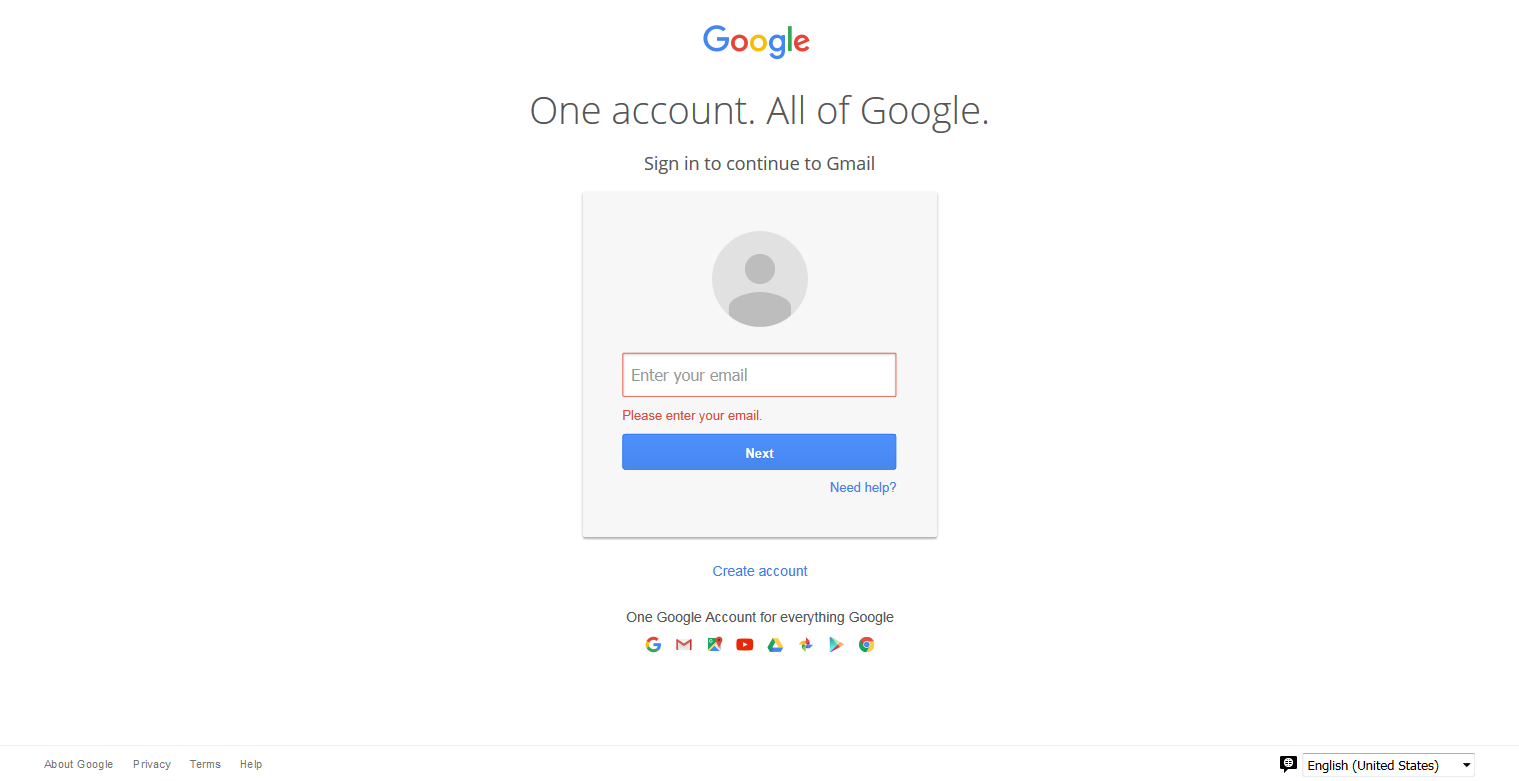 Google
One account. All of Google.
Sign in to continue to Gmail
Enter your email
Please enter your email.
Next
Need help?
Create account
One Google Account for everything Google
About Google Privacy Terms Help English (United States)